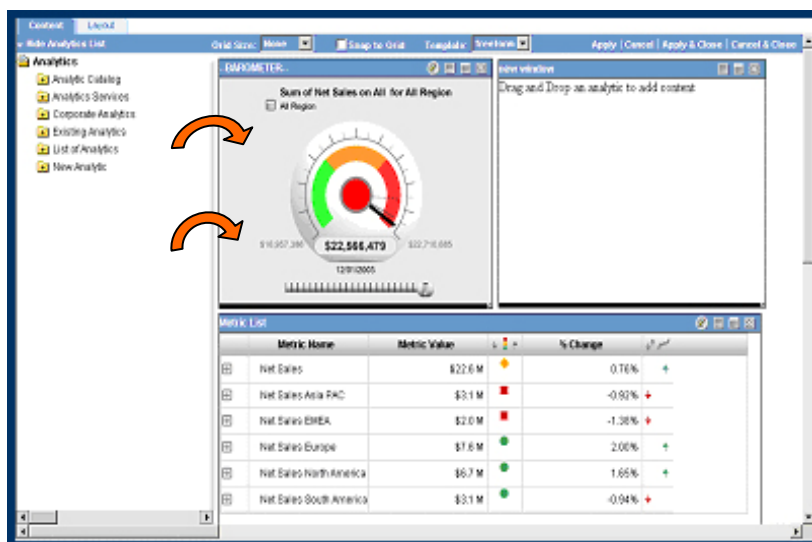 Content Layout
Hide Analytics List Grid Size: None Snap to Grid Template: freeform Apply | Cancel | Apply & Close | Cancel & Close
Analytics
Analytic Catalog
Analytics Services
Corporate Analytics
Existing Analytics
List of Analytics
New Analytic
BAROMETER...
Sum of Net Sales on All for All Region
All Region
$22,566,479
12/01/2003
new window
Drag and Drop an analytic to add content
Metric List
Metric Name Metric Value % Change
Net Sales $22.6 M 0.76%
Net Sales Asia PAC $3.1 M -0.92%
Net Sales EMEA $2.0 M -1.38%
Net Sales Europe $7.6 M 2.00%
Net Sales North America $6.7 M 1.65%
Net Sales South America $3.1 M -0.94%